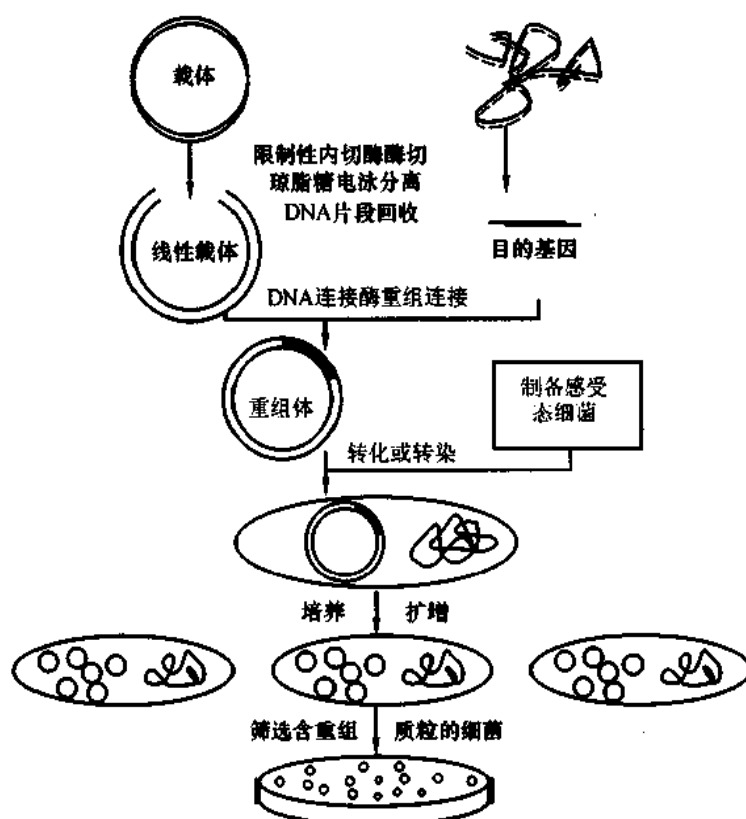 载体
限制性内切酶酶切
琼脂糖电泳分离
DNA片段回收
线性载体
目的基因
DNA连接酶重组连接
重组体
制备感受
态细菌
转化或转染
培养 扩增
筛选含重组 质粒的细菌